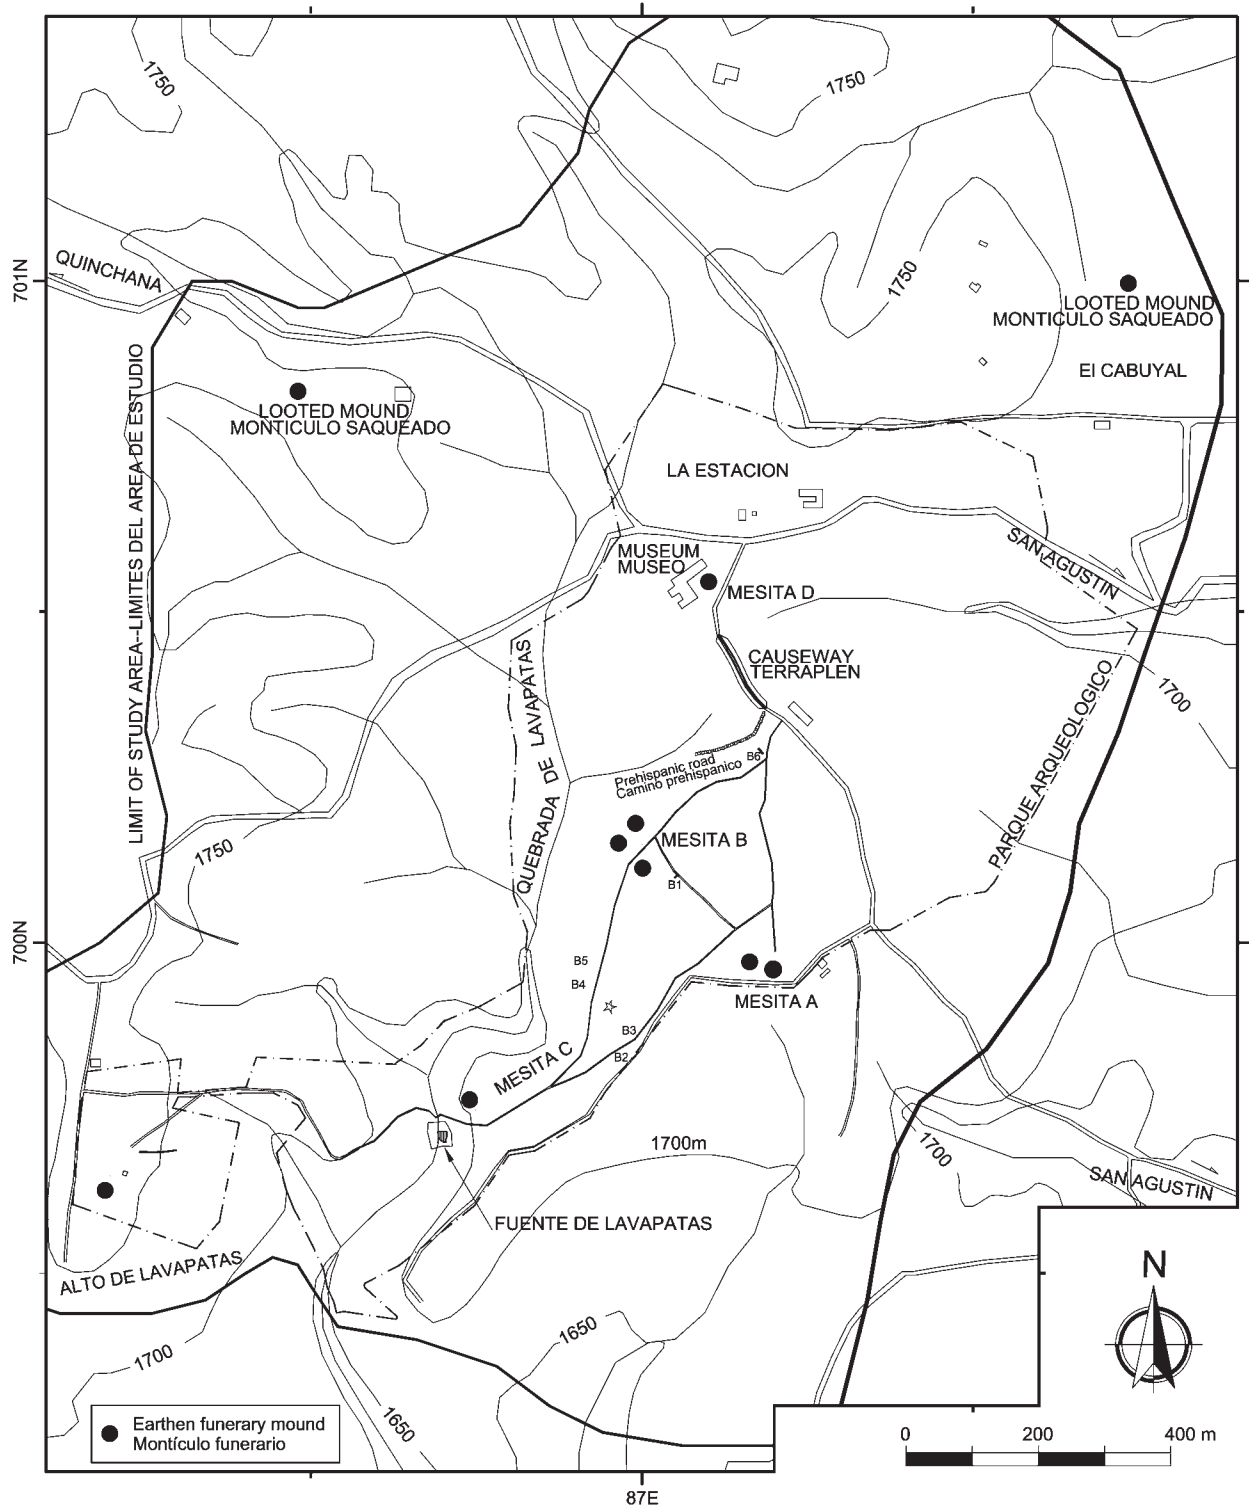 1750
1750
QUINCHANA
701N
1750
LOOTED MOUND
MONTICULO SAQUEADO
El CABUYAL
LOOTED MOUND
MONTICULO SAQUEADO
LIMIT OF STUDY AREA--LIMITES DEL AREA DE ESTUDIO
LA ESTACION
MUSEUM
MUSEO
SAN AGUSTIN
MESITA D
QUEBRADA DE LAVAPATAS
CAUSEWAY
TERRAPLEN
PARQUE ARQUEOLOGICO
1700
Prehispanic road
Camino prehispanico
B6
1750
MESITA B
B1
700N
B5
B4
MESITA A
B3
B2
MESITA C
1700m
1700
SAN AGUSTIN
FUENTE DE LAVAPATAS
ALTO DE LAVAPATAS
N
1650
1700
1650
Earthen funerary mound
Montículo funerario
0 200 400 m
87E